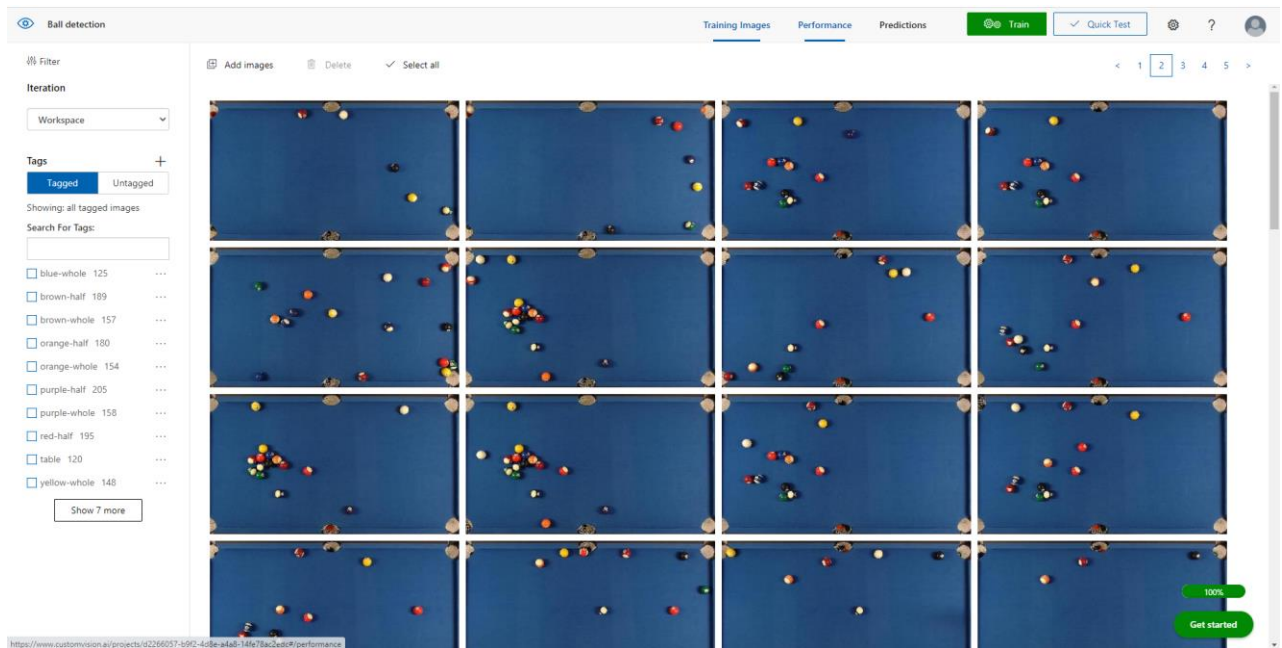 Ball detection
Training Images Performance Predictions Train Quick Test ?
Filter
Iteration
Workspace
Tags +
Tagged Untagged
Showing: all tagged images
Search For Tags:
blue-whole 125 ...
brown-half 189 ...
brown-whole 157 ...
orange-half 180 ...
orange-whole 154 ...
purple-half 205 ...
purple-whole 158 ...
red-half 195 ...
table 120 ...
yellow-whole 148 ...
Show 7 more
Add images Delete Select all
< 1 2 3 4 5 >
100%
Get started
https://www.customvision.ai/projects/d2266057-b9f2-4d8e-a4a8-14fe78ac2edc#/performance